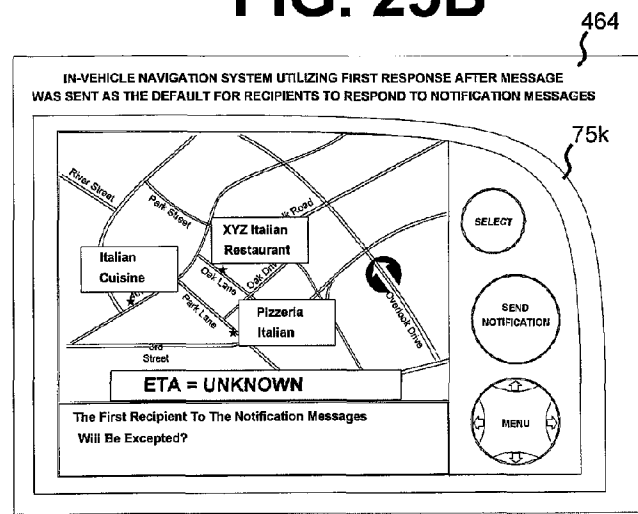 FIG. 25B
464
IN-VEHICLE NAVIGATION SYSTEM UTILIZING FIRST RESPONSE AFTER MESSAGE
WAS SENT AS THE DEFAULT FOR RECIPIENTS TO RESPOND TO NOTIFICATION MESSAGES
75k
River Street
Park Street
Road
XYZ Italian
Restaurant
SELECT
Italian
Cuisine
Oak Lane
Oak Driv
Park Lane
Pizzeria
Italian
Overlook Drive
SEND
NOTIFICATION
3rd
Street
ETA = UNKNOWN
The First Recipient To The Notification Messages
Will Be Excepted?
MENU